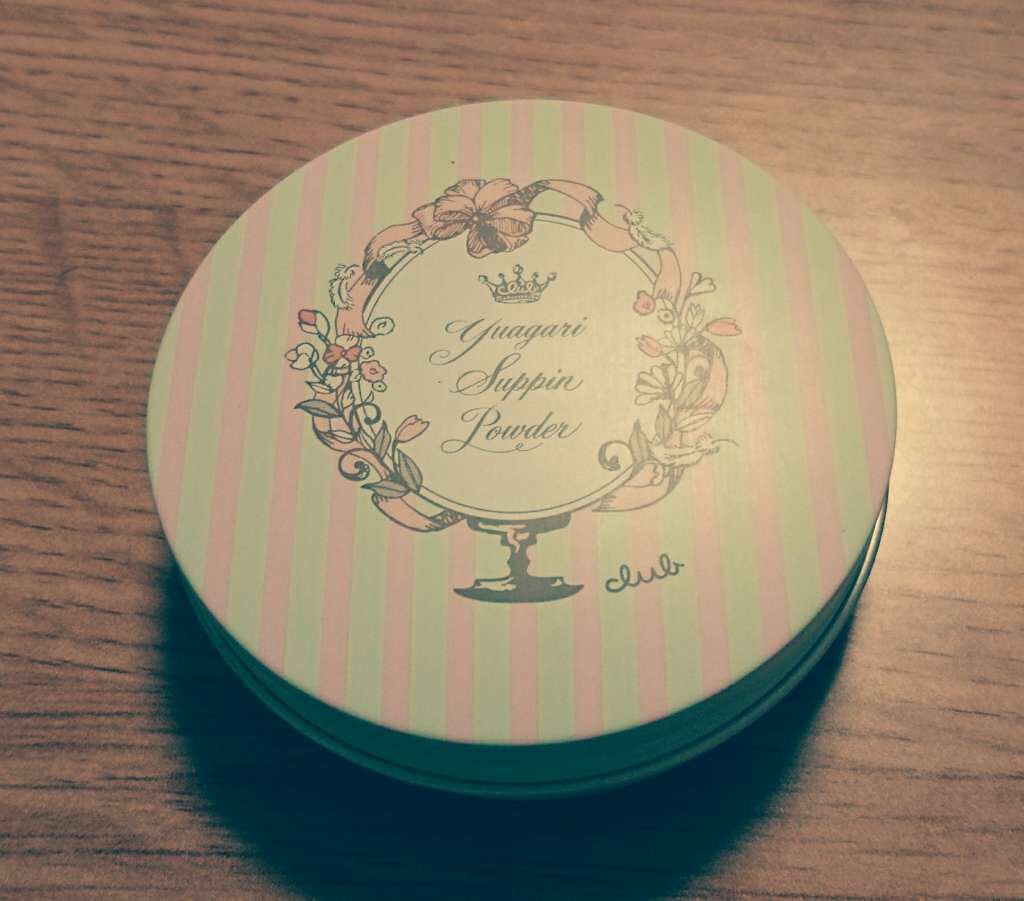 Yuagari
Suppin
Powder
club